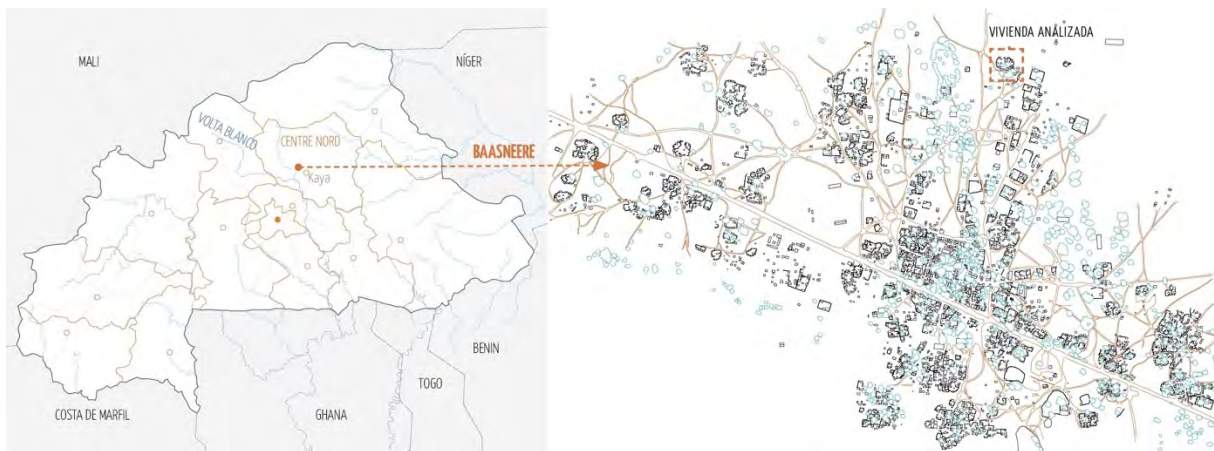 MALI
NÍGER
VOLTA BLANCO
CENTRE NORD
Kaya
BAASNEERE
VIVIENDA ANALIZADA
BENIN
TOGO
GHANA
COSTA DE MARFIL